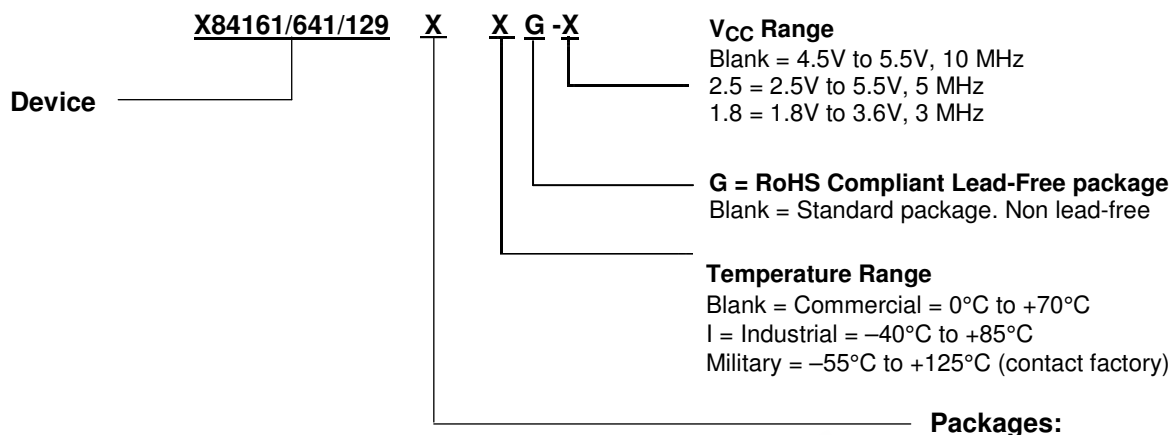 X84161/641/129 X X G -X
Device
VCC Range
Blank = 4.5V to 5.5V, 10 MHz
2.5 = 2.5V to 5.5V, 5 MHz
1.8 = 1.8V to 3.6V, 3 MHz
G = RoHS Compliant Lead-Free package
Blank = Standard package. Non lead-free
Temperature Range
Blank = Commercial = 0°C to +70°C
I = Industrial = –40°C to +85°C
Military = –55°C to +125°C (contact factory)
Packages: